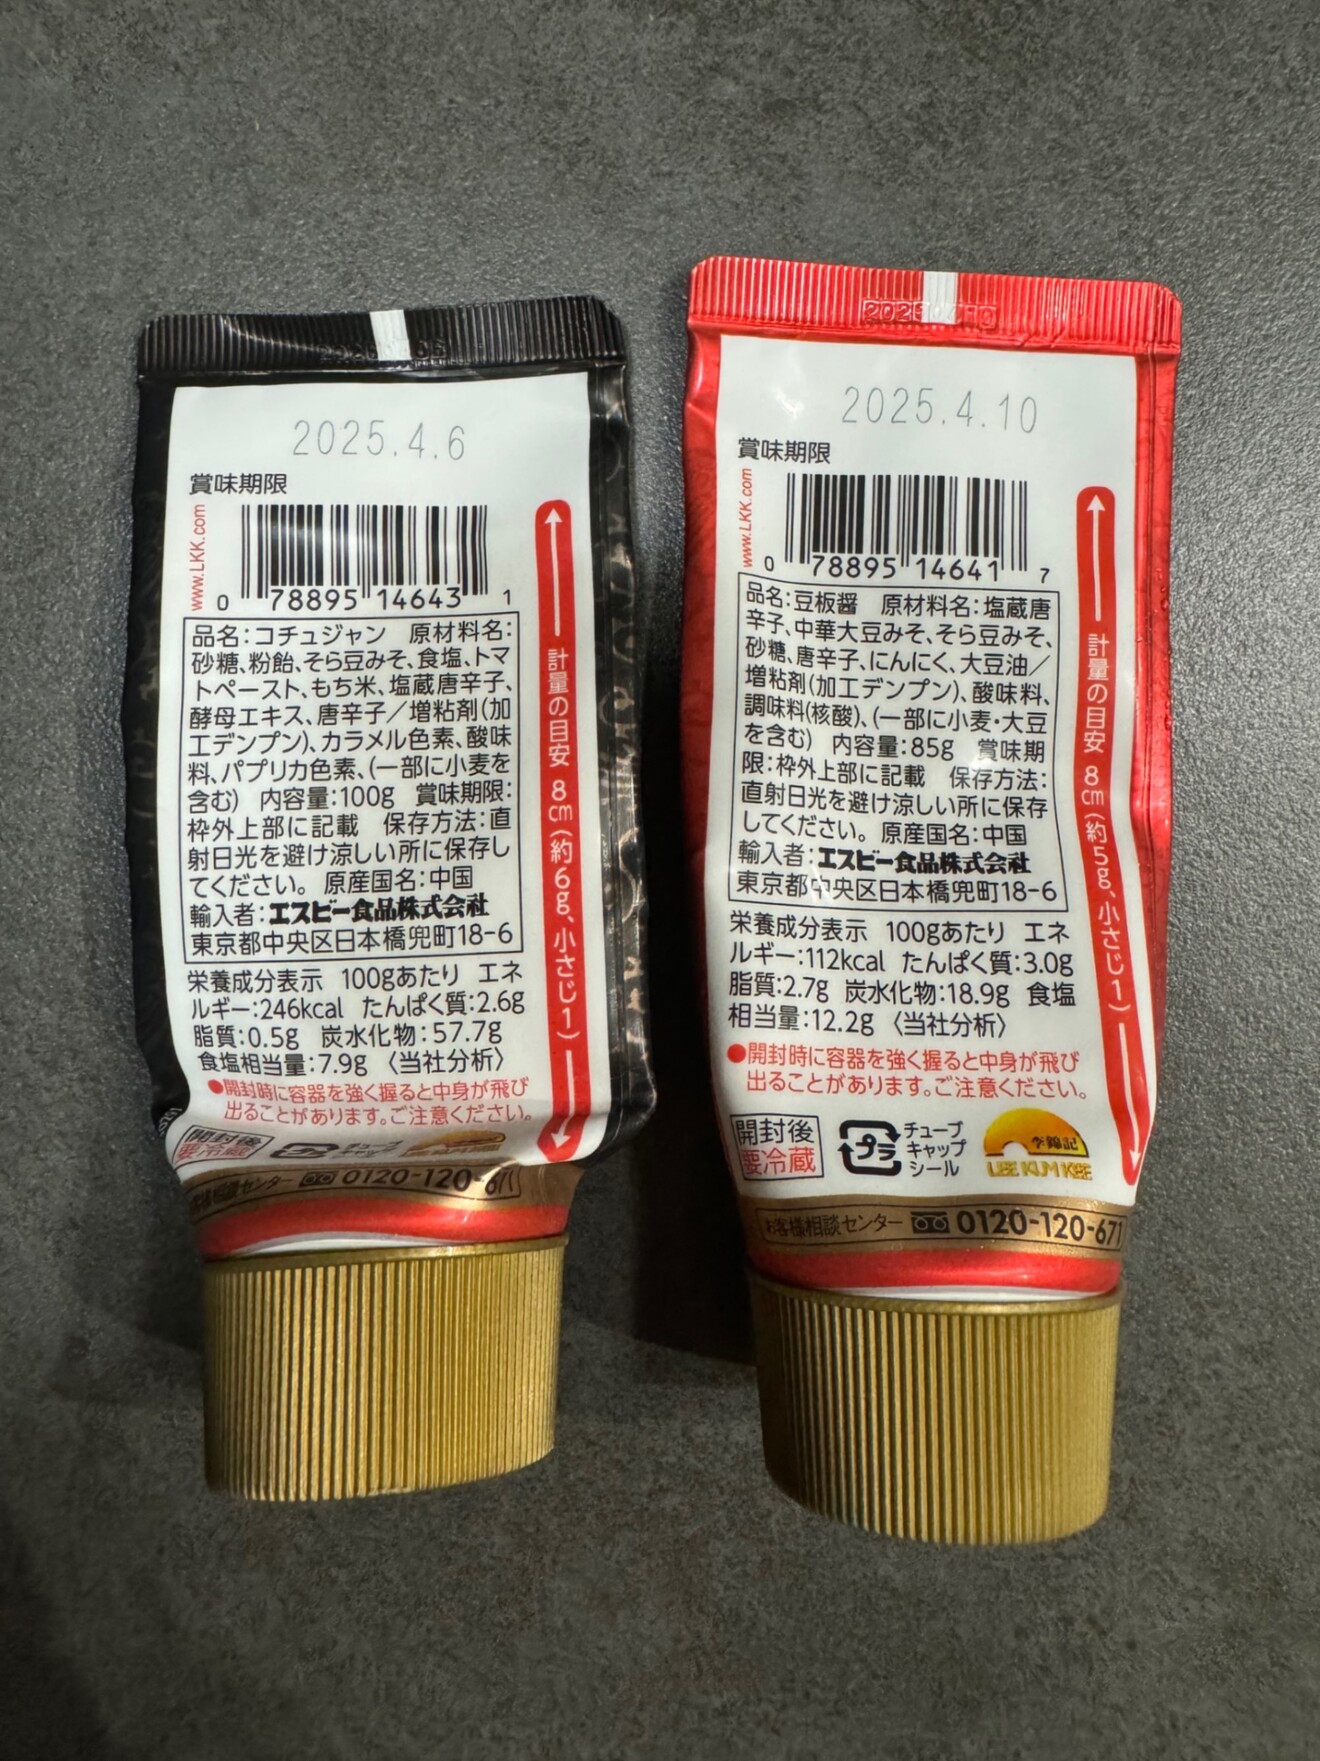 2025.4.6
賞味期限
www.LKK.com
0 78895 14643 1
品名:コチュジャン 原材料名:
砂糖、粉飴、そら豆みそ、食塩、トマ
トペースト、もち米、塩蔵唐辛子、
酵母エキス、唐辛子/増粘剤(加
工デンプン)、カラメル色素、酸味
料、パプリカ色素、(一部に小麦を
含む) 内容量:100g 賞味期限:
枠外上部に記載 保存方法:直
射日光を避け涼しい所に保存し
てください。 原産国名:中国
輸入者:エスビー食品株式会社
東京都中央区日本橋兜町18-6
栄養成分表示 100gあたり エネ
ルギー:246kcal たんぱく質:2.6g
脂質:0.5g 炭水化物:57.7g
食塩相当量:7.9g 〈当社分析〉
●開封時に容器を強く握ると中身が飛び
出ることがあります。ご注意ください。
開封後
要冷蔵
プラ
チューブ
キャップ
お客様相談センター 0120-120-671
計量の目安 8cm(約6g、小さじ1)
2025.4.10
2025.4.10
賞味期限
www.LKK.com
0 78895 14641 7
品名:豆板醤 原材料名:塩蔵唐
辛子、中華大豆みそ、そら豆みそ、
砂糖、唐辛子、にんにく、大豆油/
増粘剤(加工デンプン)、酸味料、
調味料(核酸)、(一部に小麦・大豆
を含む) 内容量:85g 賞味期
限:枠外上部に記載 保存方法:
直射日光を避け涼しい所に保存
してください。 原産国名:中国
輸入者:エスビー食品株式会社
東京都中央区日本橋兜町18-6
栄養成分表示 100gあたり エネ
ルギー:112kcal たんぱく質:3.0g
脂質:2.7g 炭水化物:18.9g 食塩
相当量:12.2g 〈当社分析〉
●開封時に容器を強く握ると中身が飛び
出ることがあります。ご注意ください。
開封後
要冷蔵
プラ
チューブ
キャップ
シール
李錦記
LEE KUM KEE
お客様相談センター 0120-120-671
計量の目安 8cm(約5g、小さじ1)